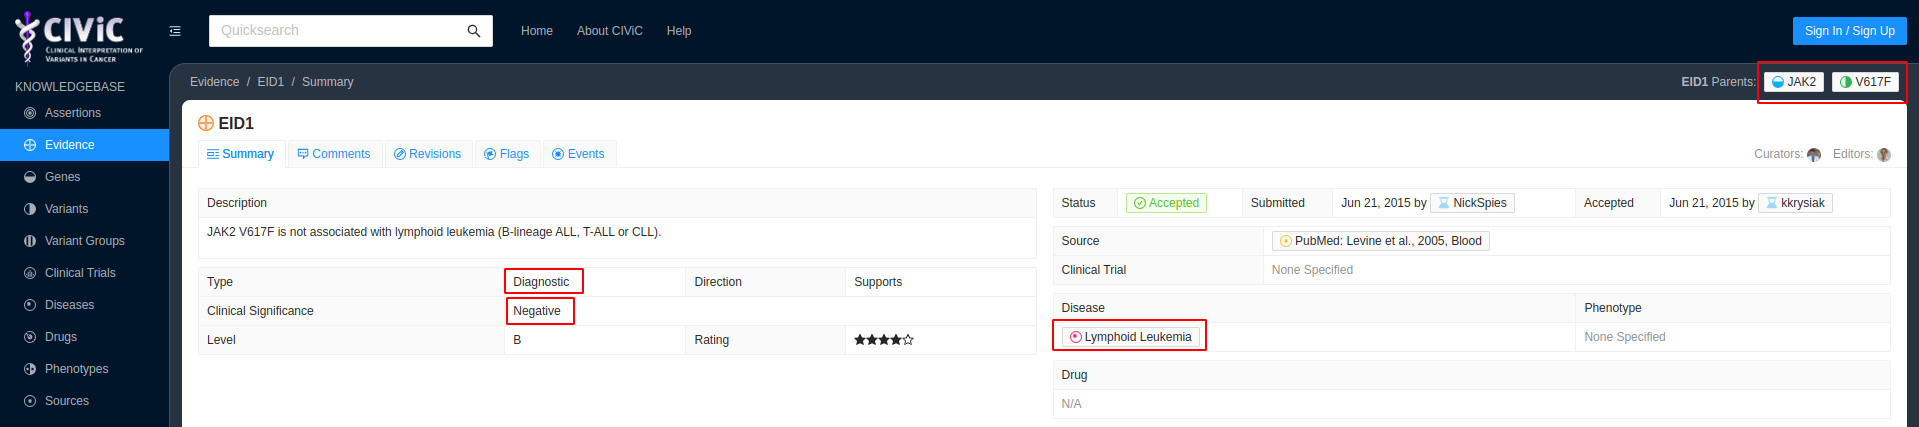 CIViC
CLINICAL INTERPRETATION OF
VARIANTS IN CANCER
Quicksearch
Home About CIViC Help
Sign In / Sign Up
KNOWLEDGEBASE
Assertions
Evidence
Genes
Variants
Variant Groups
Clinical Trials
Diseases
Drugs
Phenotypes
Sources
Evidence / EID1 / Summary
EID1 Parents: JAK2 V617F
EID1
Summary Comments Revisions Flags Events
Curators: Editors:
Description
JAK2 V617F is not associated with lymphoid leukemia (B-lineage ALL, T-ALL or CLL).
Type Diagnostic Direction Supports
Clinical Significance Negative
Level B Rating
Status Accepted Submitted Jun 21, 2015 by NickSpies Accepted Jun 21, 2015 by kkrysiak
Source PubMed: Levine et al., 2005, Blood
Clinical Trial None Specified
Disease Phenotype
Lymphoid Leukemia None Specified
Drug
N/A